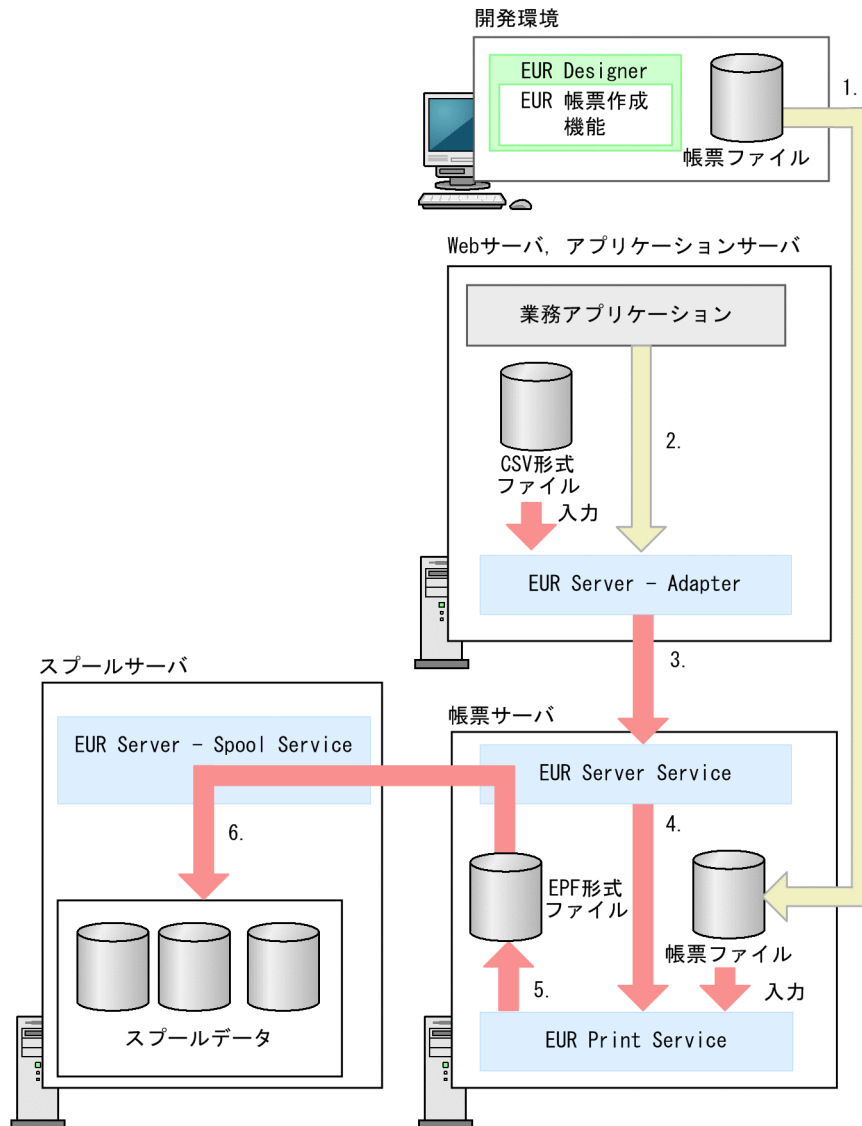 開発環境
EUR Designer
EUR 帳票作成
機能
帳票ファイル
1.
Webサーバ, アプリケーションサーバ
業務アプリケーション
2.
CSV形式
ファイル
入力
EUR Server − Adapter
3.
スプールサーバ
EUR Server − Spool Service
6.
スプールデータ
帳票サーバ
EUR Server Service
4.
EPF形式
ファイル
帳票ファイル
5.
入力
EUR Print Service